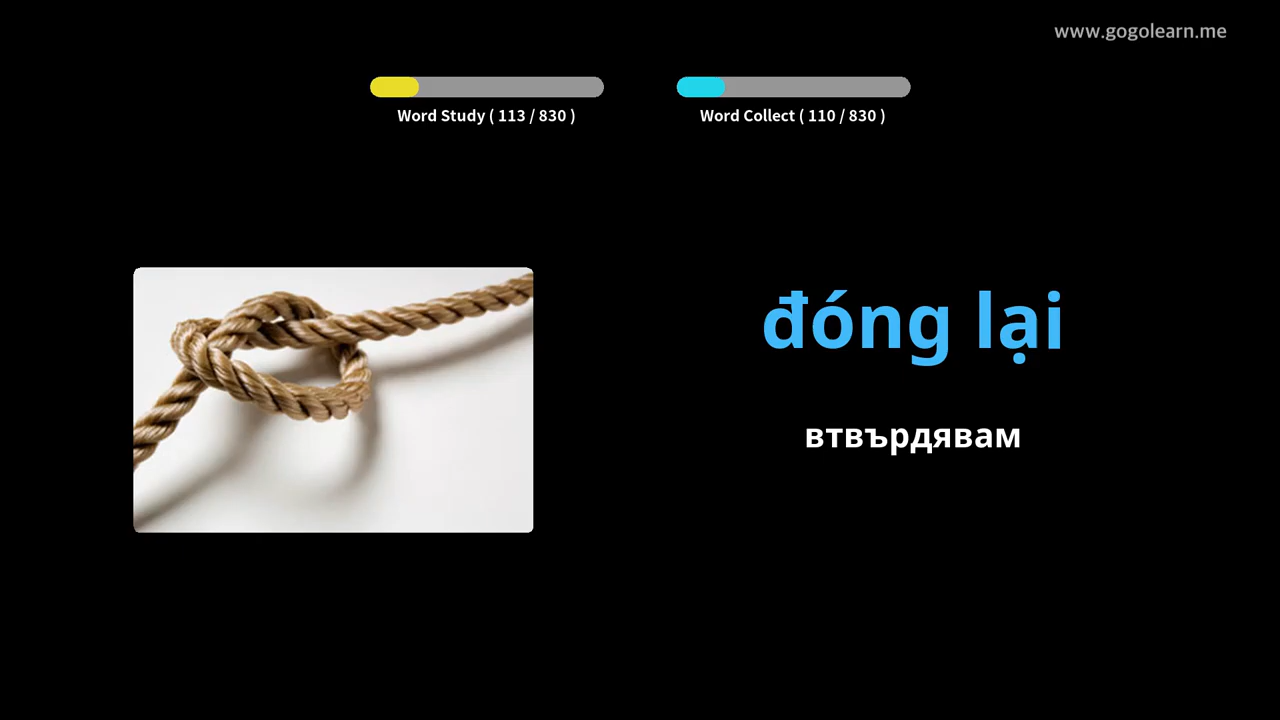 www.gogolearn.me
Word Study ( 113 / 830 )
Word Collect ( 110 / 830 )
đóng lại
втвърдявам